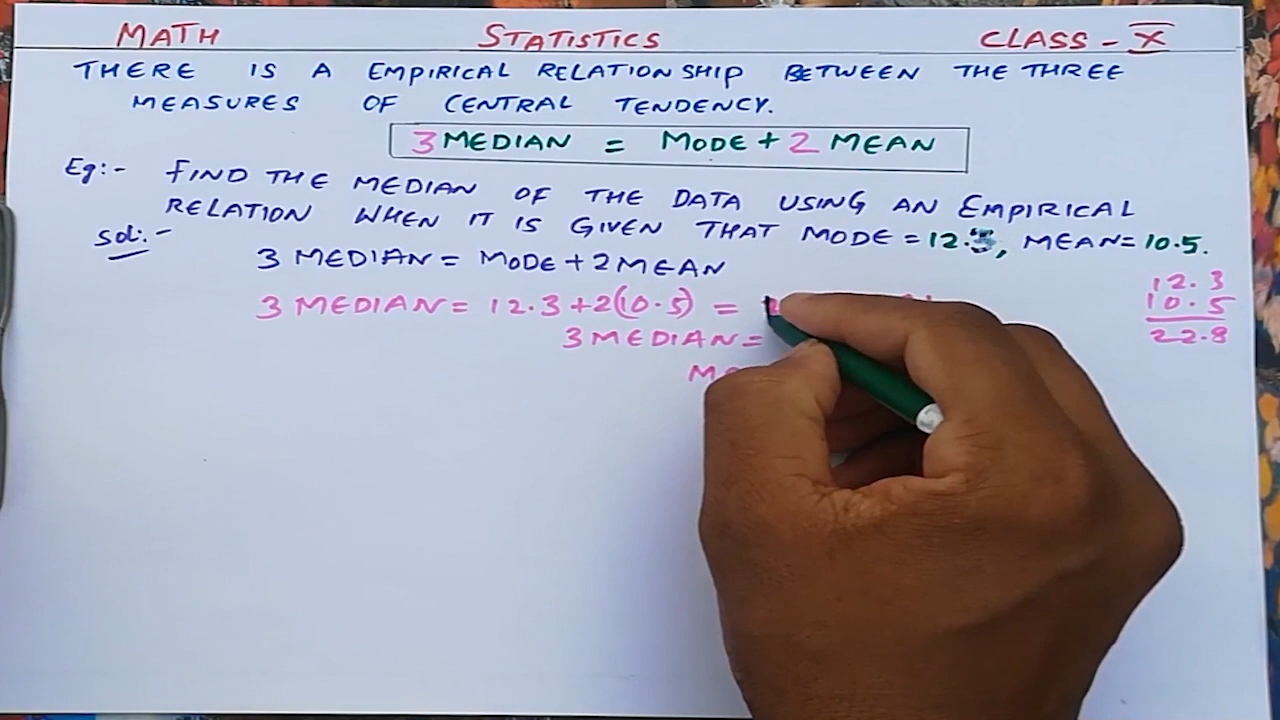 MATH STATISTICS CLASS - X
THERE IS A EMPIRICAL RELATIONSHIP BETWEEN THE THREE
MEASURES OF CENTRAL TENDENCY.
3 MEDIAN = MODE + 2 MEAN
Eg:- FIND THE MEDIAN OF THE DATA USING AN EMPIRICAL
RELATION WHEN IT IS GIVEN THAT MODE = 12.3, MEAN = 10.5.
Sol:-
3 MEDIAN = MODE + 2 MEAN
3 MEDIAN = 12.3 + 2(10.5) =
3 MEDIAN =
12.3
10.5
22.8